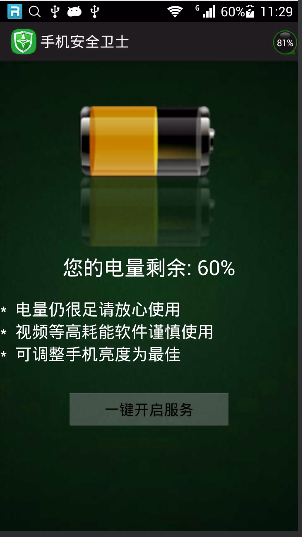 R 6 60% 11:29
手机安全卫士 81%
您的电量剩余: 60%
* 电量仍很足请放心使用
* 视频等高耗能软件谨慎使用
* 可调整手机亮度为最佳
一键开启服务